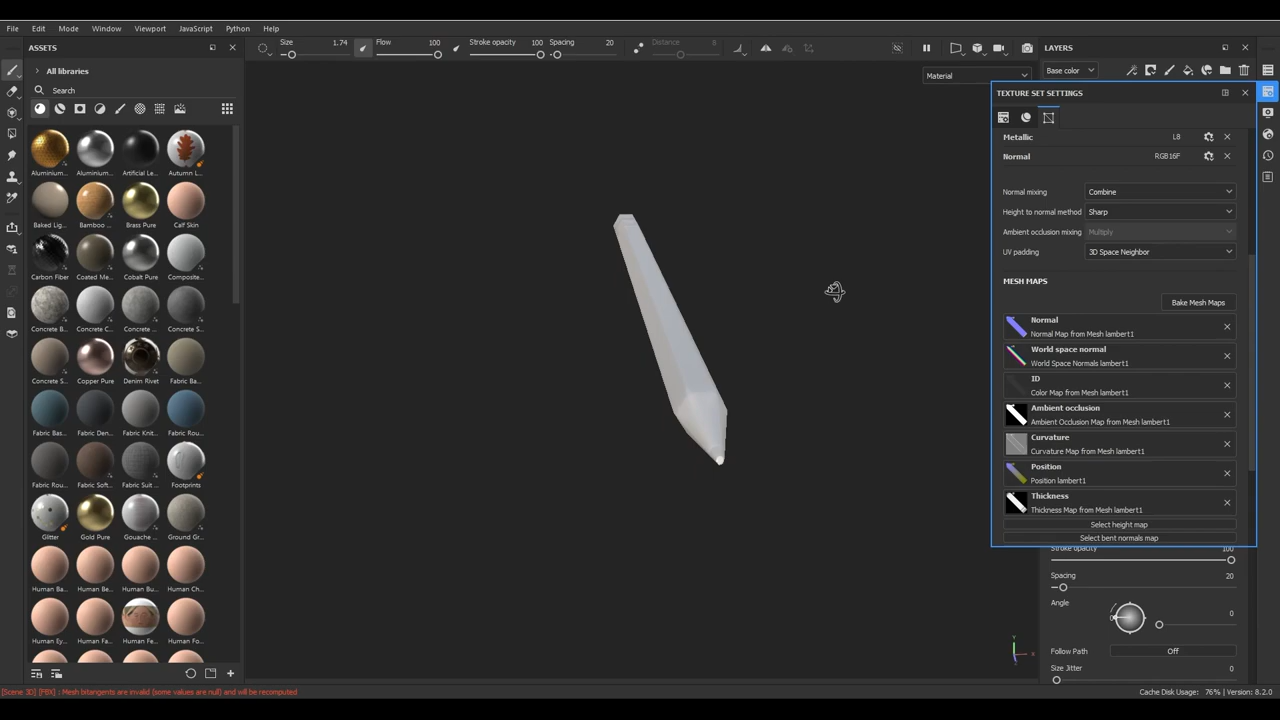 File Edit Mode Window Viewport JavaScript Python Help
ASSETS
All libraries
Search
Aluminium... Aluminium... Artificial Le... Autumn L...
Baked Lig... Bamboo ... Brass Pure Calf Skin
Carbon Fiber Coated Me... Cobalt Pure Composite...
Concrete B... Concrete C... Concrete ... Concrete S...
Concrete S... Copper Pure Denim Rivet Fabric Ba...
Fabric Bas... Fabric Den... Fabric Knit... Fabric Rou...
Fabric Rou... Fabric Soft... Fabric Suit ... Footprints
Glitter Gold Pure Gouache ... Ground Gr...
Human Ba... Human Be... Human Bu... Human Ch...
Human Ey... Human Fa... Human Fe... Human Fo...
Size 1.74 Flow 100 Stroke opacity 100 Spacing 20 Distance 8
Material
LAYERS
Base color
TEXTURE SET SETTINGS
Metallic L8
Normal RGB16F
Normal mixing Combine
Height to normal method Sharp
Ambient occlusion mixing Multiply
UV padding 3D Space Neighbor
MESH MAPS
Bake Mesh Maps
Normal
Normal Map from Mesh lambert1
World space normal
World Space Normals lambert1
ID
Color Map from Mesh lambert1
Ambient occlusion
Ambient Occlusion Map from Mesh lambert1
Curvature
Curvature Map from Mesh lambert1
Position
Position lambert1
Thickness
Thickness Map from Mesh lambert1
Select height map
Select bent normals map
Stroke opacity 100
Spacing 20
Angle 0
Follow Path Off
Size Jitter 0
Y
X
[Scene 3D] [FBX] : Mesh bitangents are invalid (some values are null) and will be recomputed
Cache Disk Usage: 76% | Version: 8.2.0